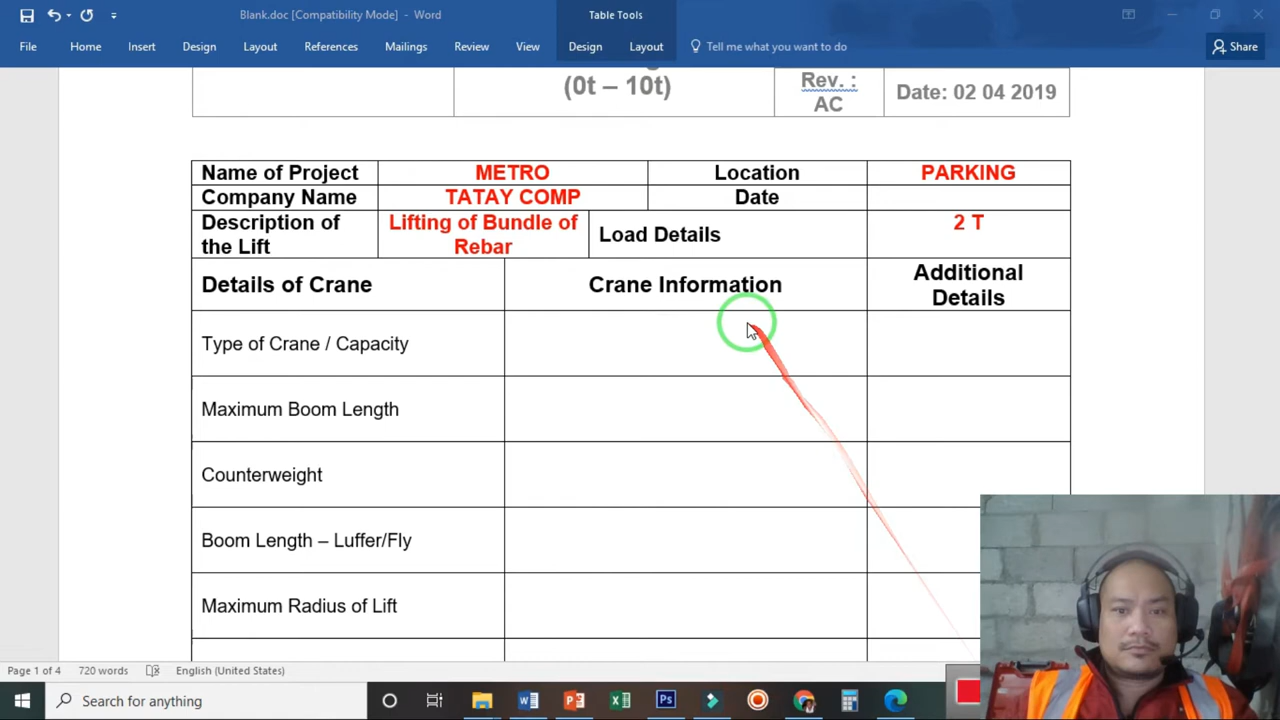 Blank.doc [Compatibility Mode] - Word
Table Tools
File Home Insert Design Layout References Mailings Review View Design Layout Tell me what you want to do Share
(0t – 10t)
Rev. :
AC
Date: 02 04 2019
Name of Project METRO Location PARKING
Company Name TATAY COMP Date
Description of
the Lift
Lifting of Bundle of
Rebar
Load Details
2 T
Details of Crane
Crane Information
Additional
Details
Type of Crane / Capacity
Maximum Boom Length
Counterweight
Boom Length – Luffer/Fly
Maximum Radius of Lift
Page 1 of 4 720 words English (United States)
Search for anything